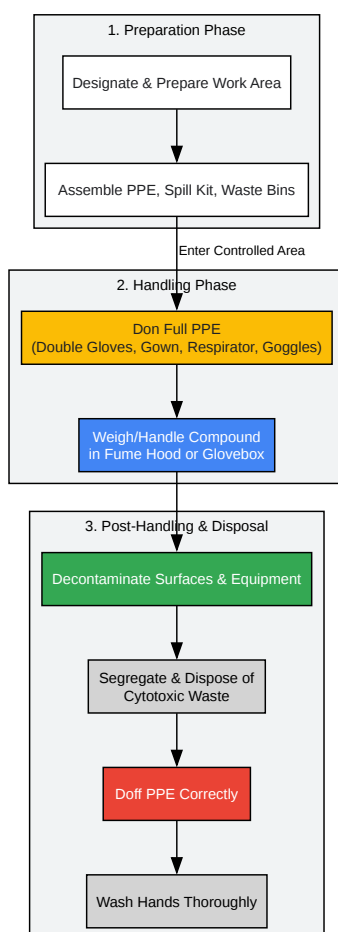 1. Preparation Phase
Designate & Prepare Work Area
Assemble PPE, Spill Kit, Waste Bins
Enter Controlled Area
2. Handling Phase
Don Full PPE
(Double Gloves, Gown, Respirator, Goggles)
Weigh/Handle Compound
in Fume Hood or Glovebox
3. Post-Handling & Disposal
Decontaminate Surfaces & Equipment
Segregate & Dispose of
Cytotoxic Waste
Doff PPE Correctly
Wash Hands Thoroughly